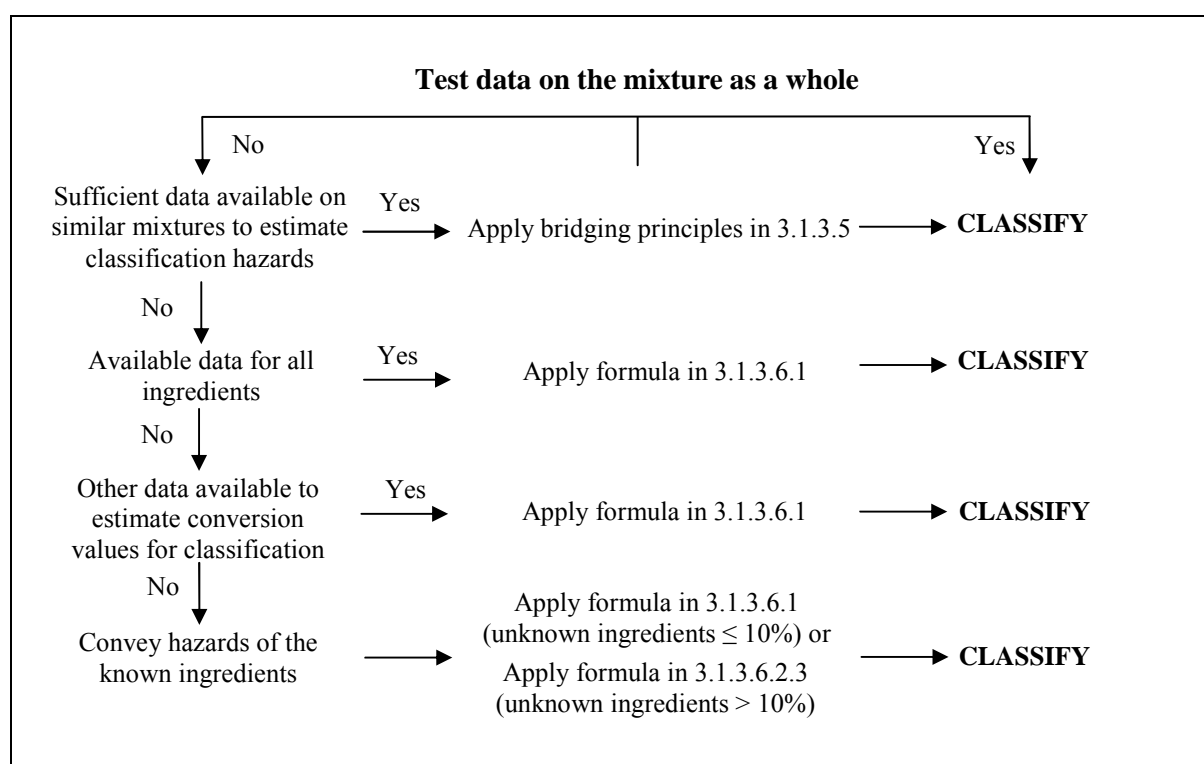 Test data on the mixture as a whole
No
Yes
Sufficient data available on
similar mixtures to estimate
classification hazards
Yes
Apply bridging principles in 3.1.3.5
CLASSIFY
No
Available data for all
ingredients
Yes
Apply formula in 3.1.3.6.1
CLASSIFY
No
Other data available to
estimate conversion
values for classification
Yes
Apply formula in 3.1.3.6.1
CLASSIFY
No
Convey hazards of the
known ingredients
Apply formula in 3.1.3.6.1
(unknown ingredients ≤ 10%) or
Apply formula in 3.1.3.6.2.3
(unknown ingredients > 10%)
CLASSIFY